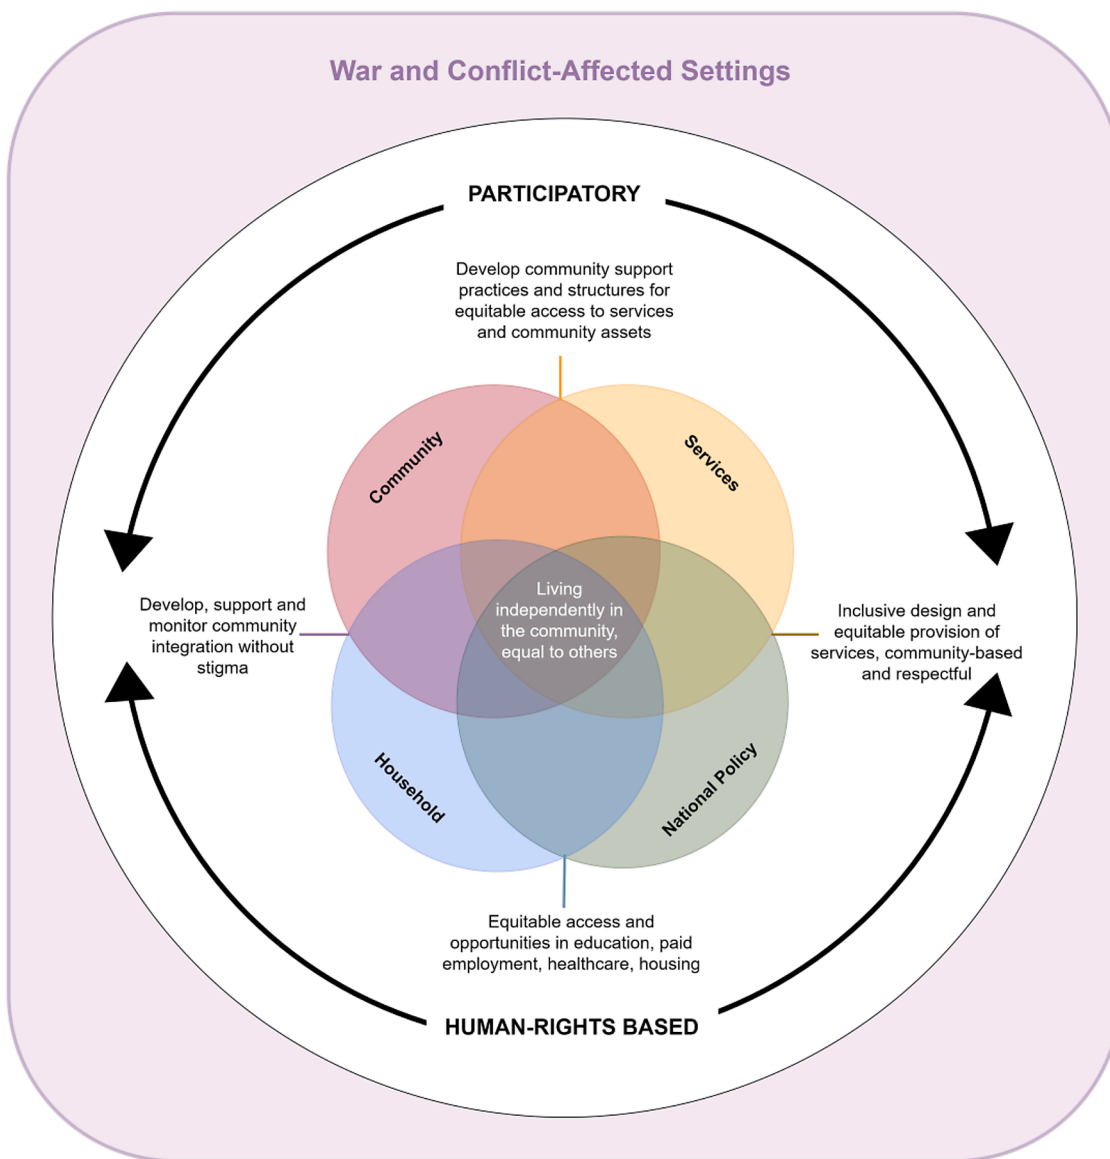 War and Conflict-Affected Settings
PARTICIPATORY
Develop community support
practices and structures for
equitable access to services
and community assets
Community
Services
Living
independently in
the community,
equal to others
Develop, support and
monitor community
integration without
stigma
Inclusive design and
equitable provision of
services, community-based
and respectful
Household
National Policy
Equitable access and
opportunities in education, paid
employment, healthcare, housing
HUMAN-RIGHTS BASED